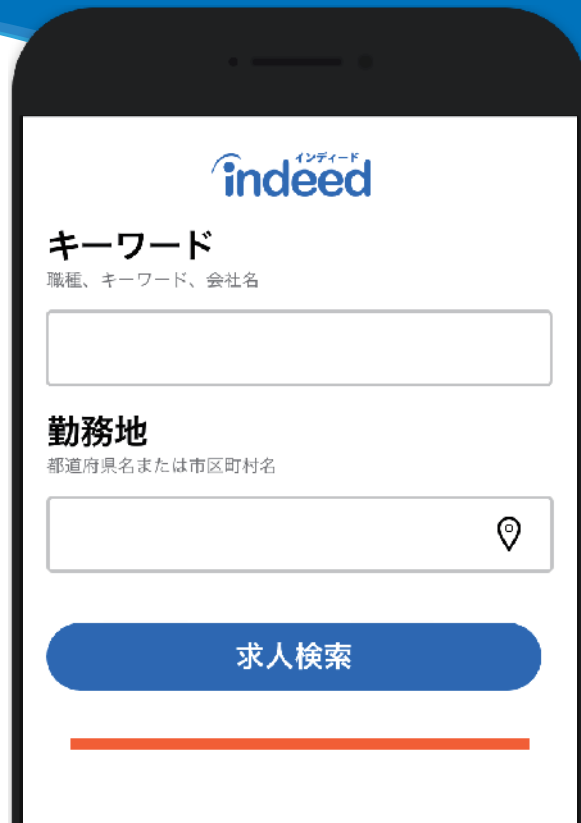 インディード
indeed
キーワード
職種、キーワード、会社名
勤務地
都道府県名または市区町村名
求人検索